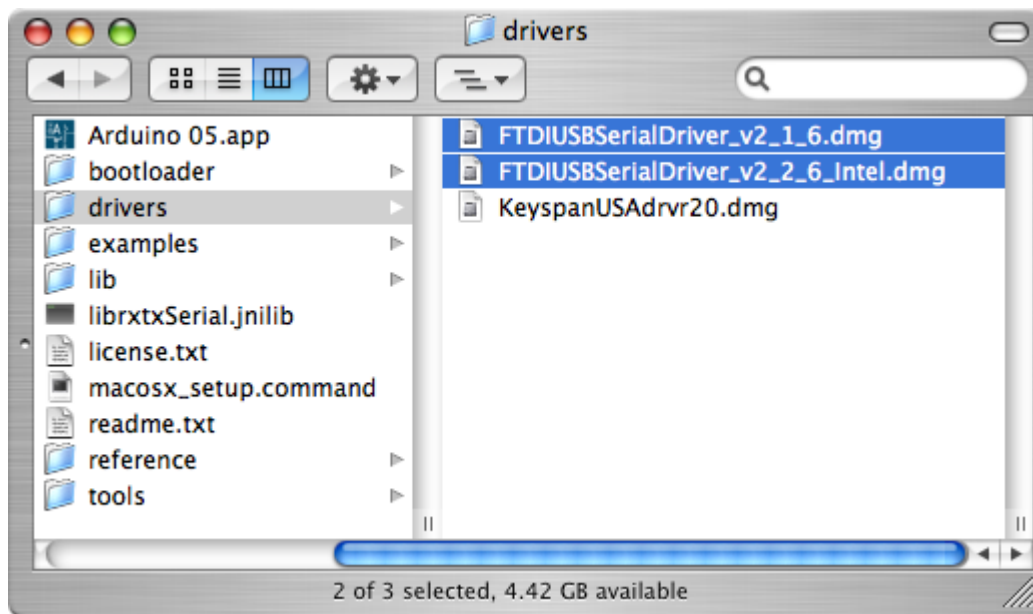 drivers
Arduino 05.app
bootloader
drivers
examples
lib
librxtxSerial.jnilib
license.txt
macosx_setup.command
readme.txt
reference
tools
FTDIUSBSerialDriver_v2_1_6.dmg
FTDIUSBSerialDriver_v2_2_6_Intel.dmg
KeyspanUSAdrvr20.dmg
2 of 3 selected, 4.42 GB available